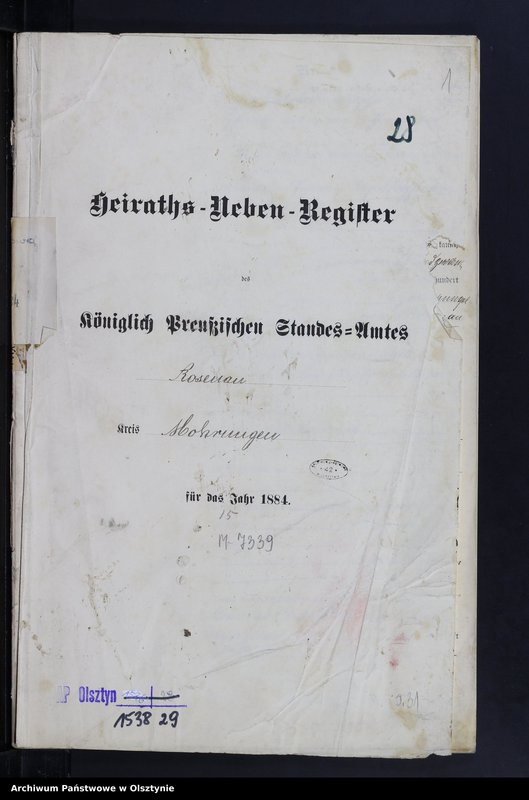 1
28
Heiraths-Neben-Register
des
Königlich Preußischen Standes=Amtes
Rosenau
Kreis Mohrungen
für das Jahr 1884.
15
M-7339
AP Olsztyn
1538 29
Archiwum Państwowe w Olsztynie